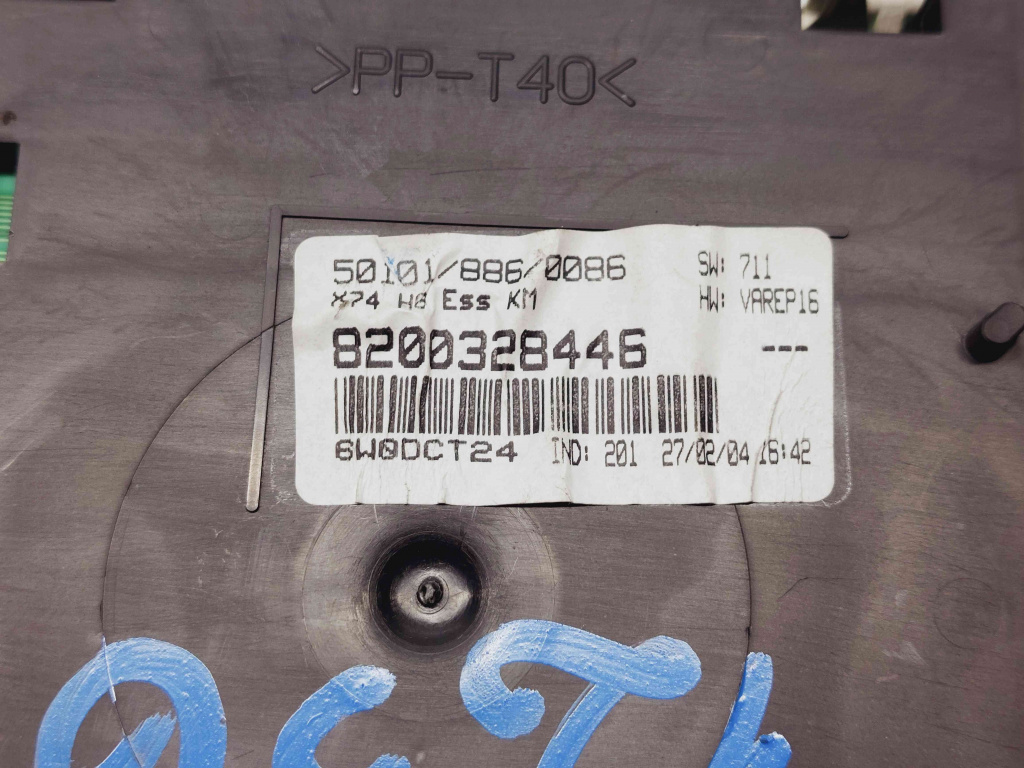 >PP-T40<
50101/886/0086 SW: 711
X74 H6 Ess KM HW: VAREP16
8200328446 ---
6W0DCT24 IND: 201 27/02/04 16:42